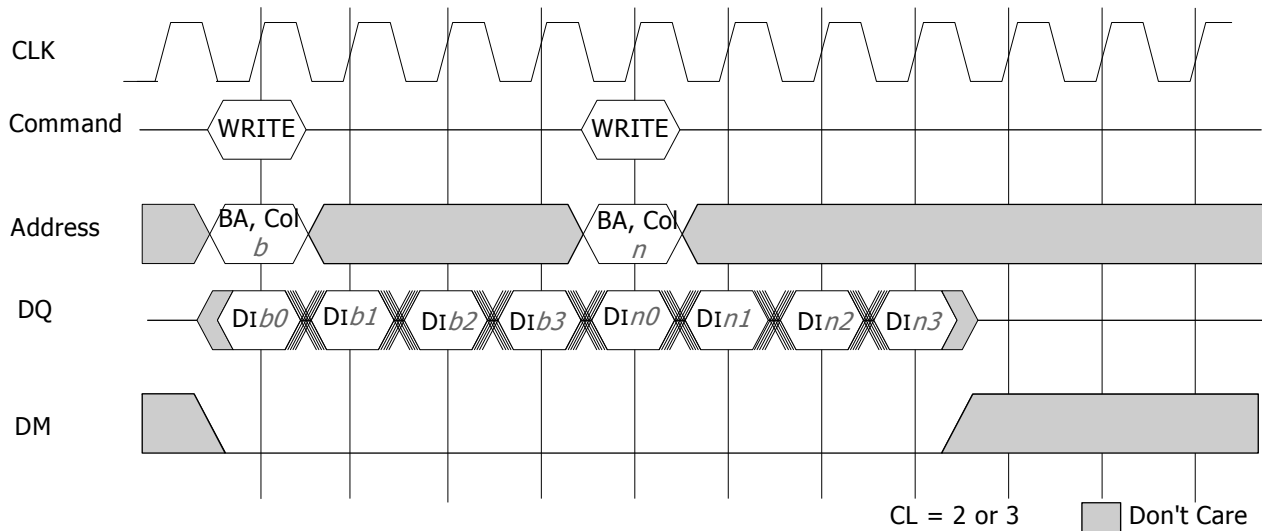 CLK
Command
WRITE
WRITE
Address
BA, Col
b
BA, Col
n
DQ
DIb0
DIb1
DIb2
DIb3
DIn0
DIn1
DIn2
DIn3
DM
CL = 2 or 3
Don't Care